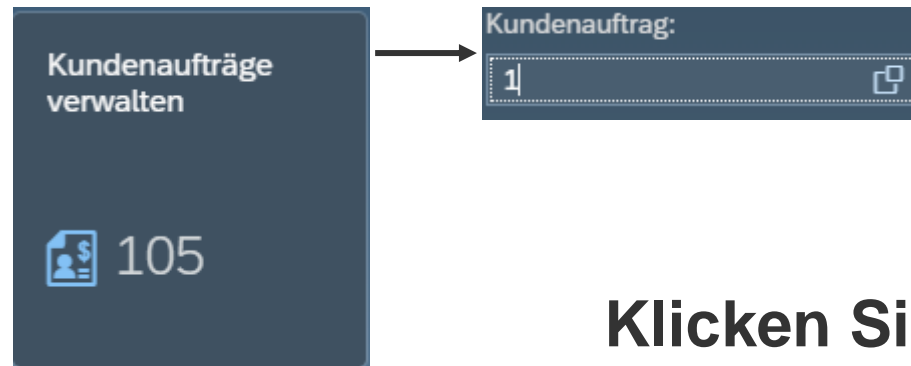 Kundenaufträge
verwalten
105
Kundenauftrag:
1
Klicken Si